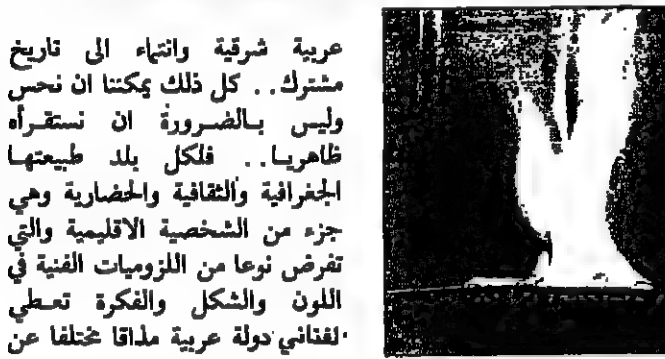 عربية شرقية وانتماء الى تاريخ
مشترك.. كل ذلك يمكننا ان نحس
وليس بالضرورة ان نستقرأه
ظاهريا.. فلكل بلد طبيعتها
الجغرافية والثقافية والحضارية وهي
جزء من الشخصية الاقليمية والتي
تفرض نوعا من اللزوميات الفنية في
اللون والشكل والفكرة تعطي
لفناني دولة عربية مذاقا مختلفا عن